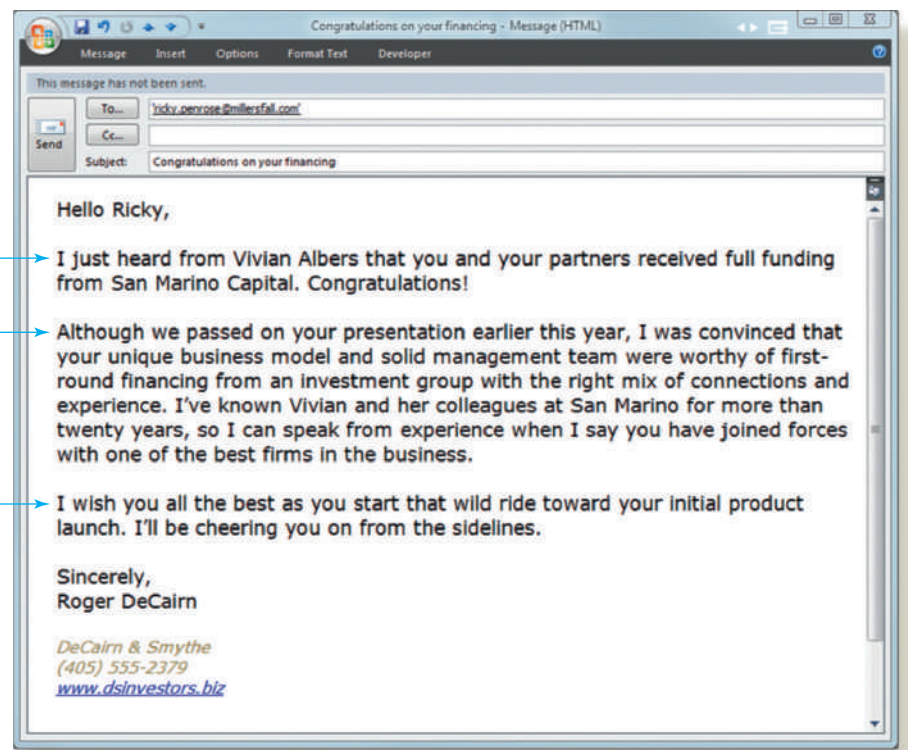 Congratulations on your financing - Message (HTML)
Message Insert Options Format Text Developer
This message has not been sent.
To... 'ricky.penrose@millersfall.com'
Cc...
Send
Subject: Congratulations on your financing
Hello Ricky,
I just heard from Vivian Albers that you and your partners received full funding
from San Marino Capital. Congratulations!
Although we passed on your presentation earlier this year, I was convinced that
your unique business model and solid management team were worthy of first-
round financing from an investment group with the right mix of connections and
experience. I've known Vivian and her colleagues at San Marino for more than
twenty years, so I can speak from experience when I say you have joined forces
with one of the best firms in the business.
I wish you all the best as you start that wild ride toward your initial product
launch. I'll be cheering you on from the sidelines.
Sincerely,
Roger DeCairn
DeCairn & Smythe
(405) 555-2379
www.dsinvestors.biz